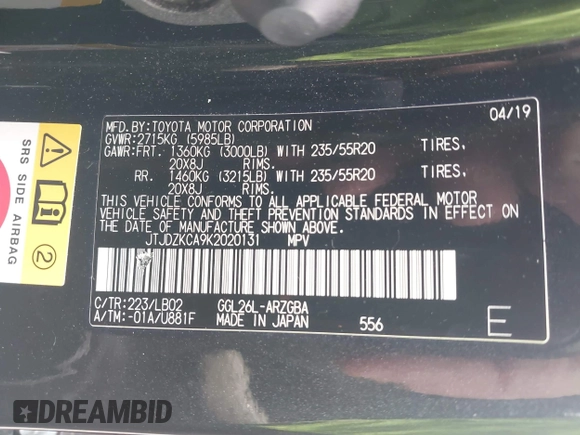 MFD.BY:TOYOTA MOTOR CORPORATION 04/19
GVWR:2715KG (5985LB)
GAWR:FRT. 1360KG (3000LB) WITH 235/55R20 TIRES,
20X8J RIMS.
RR. 1460KG (3215LB) WITH 235/55R20 TIRES,
20X8J RIMS.
THIS VEHICLE CONFORMS TO ALL APPLICABLE FEDERAL MOTOR
VEHICLE SAFETY AND THEFT PREVENTION STANDARDS IN EFFECT ON
THE DATE OF MANUFACTURE SHOWN ABOVE.
JTJDZKCA9K2020131 MPV
C/TR:223/LB02 GGL26L-ARZGBA
A/TM:-01A/U881F MADE IN JAPAN 556 E
SRS SIDE AIRBAG
2
DREAMBID